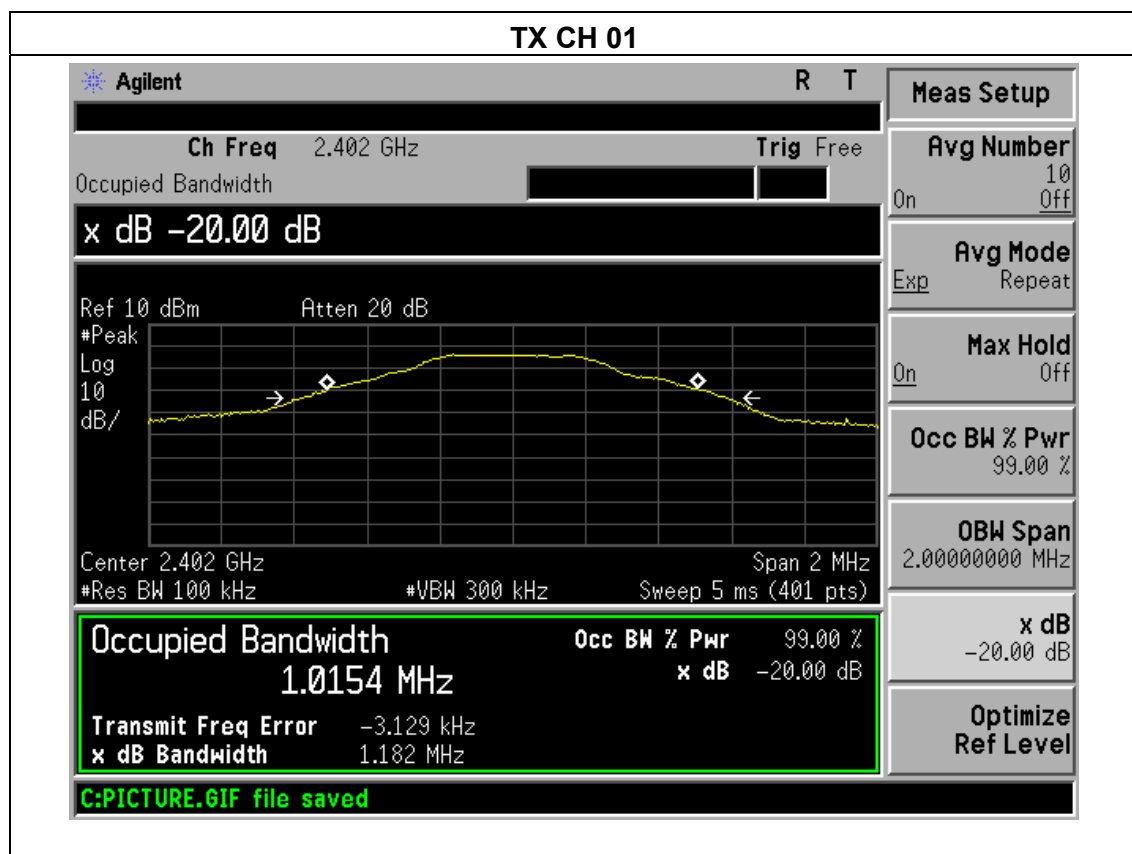 TX CH 01
Agilent R T
Ch Freq 2.402 GHz Trig Free
Occupied Bandwidth
x dB -20.00 dB
Ref 10 dBm Atten 20 dB
#Peak
Log
10
dB/
Center 2.402 GHz Span 2 MHz
#Res BW 100 kHz #VBW 300 kHz Sweep 5 ms (401 pts)
Occupied Bandwidth Occ BW % Pwr 99.00 %
1.0154 MHz x dB -20.00 dB
Transmit Freq Error -3.129 kHz
x dB Bandwidth 1.182 MHz
C:PICTURE.GIF file saved
Meas Setup
Avg Number
10
On Off
Avg Mode
Exp Repeat
Max Hold
On Off
Occ BW % Pwr
99.00 %
OBW Span
2.00000000 MHz
x dB
-20.00 dB
Optimize
Ref Level